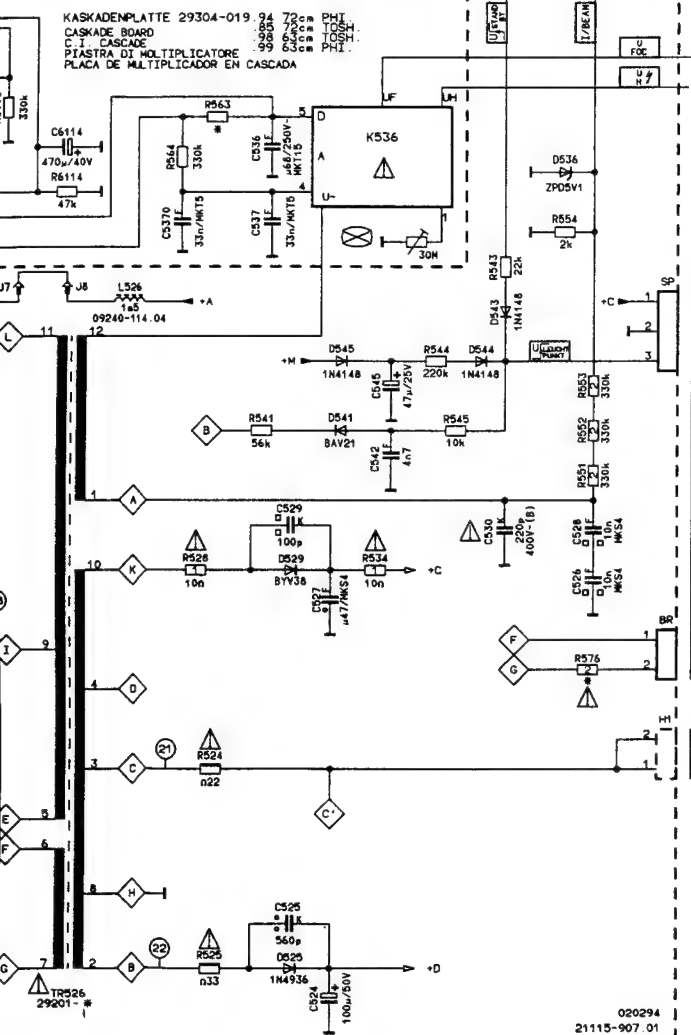 KASKADENPLATTE 29304-019.94 72cm PHI.
CASKADE BOARD .85 72cm TOSH.
C.I. CASCADE .98 63cm TOSH.
PIASTRA DI MOLTIPLICATORE .99 63cm PHI.
PLACA DE MULTIPLICADOR EN CASCADA
U STAND BY
I/BEAM
U FOC
U H
330k
C6114
470µ/40V
R6114
47k
R563
*
R564
330k
C536
µ68/250V-
MKT15
5
D
A
4
U~
K536
UF
UH
1
C5370
33n/MKT5
C537
33n/MKT5
30M
D536
ZPD5V1
R554
2k
R543
22k
D543
1N4148
SP
+C
1
2
3
J7
J8
L526
1m5
09240-114.04
+A
L
11
12
D545
1N4148
+M
C545
47µ/25V
R544
220k
D544
1N4148
U LEUCHT PUNKT
R553
330k
R552
330k
R551
330k
B
R541
56k
D541
BAV21
C542
4n7
R545
10k
1
A
C529
100p
C530
220p
400V-(B)
C528
10n
MKS4
C526
10n
MKS4
10
K
R528
1
10n
D529
BYV38
C527
µ47/MKS4
R534
1
10n
+C
I
9
4
D
F
G
R576
2
*
BR
1
2
3
C
21
R524
n22
C'
H1
2
1
E
5
F
6
8
H
G
7
2
B
22
R525
n33
C525
560p
D525
1N4936
C524
100µ/50V
+D
TR526
29201-*
020294
21115-907.01